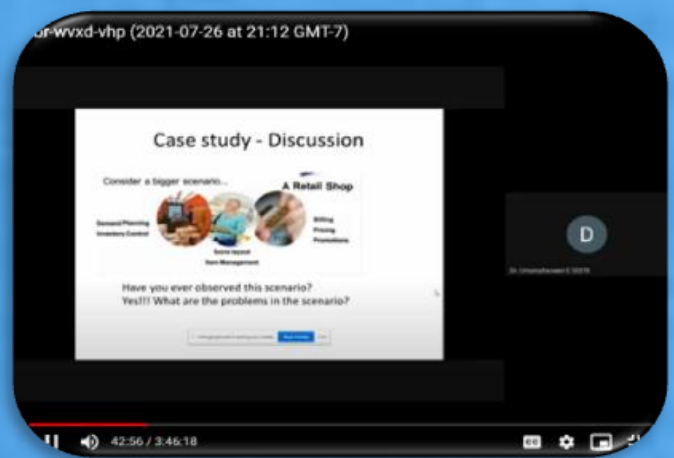 or-wvxd-vhp (2021-07-26 at 21:12 GMT-7)
Case study - Discussion
Consider a bigger scenario...
A Retail Shop
Demand Planning
Inventory Control
Billing
Pricing
Promotions
Store layout
Item Management
Have you ever observed this scenario?
Yes!!! What are the problems in the scenario?
D
42:56 / 3:46:18
CC